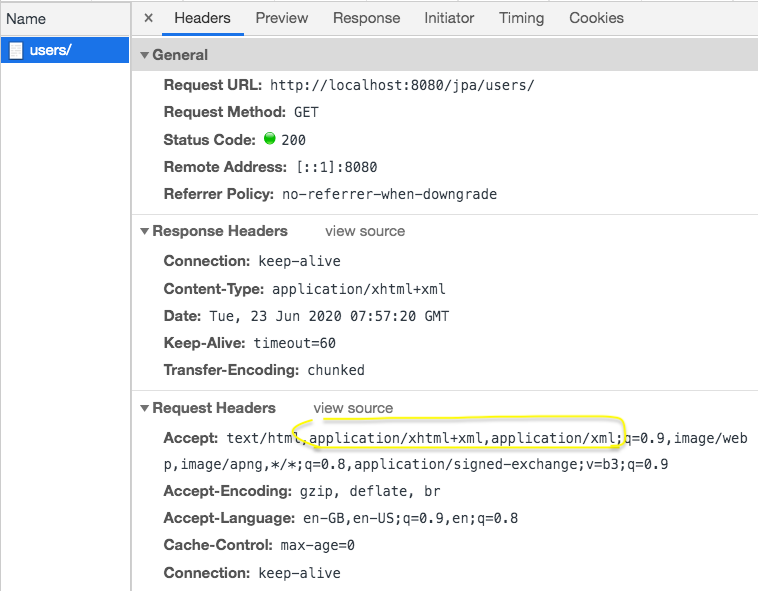 Name
× Headers Preview Response Initiator Timing Cookies
users/
▼ General
Request URL: http://localhost:8080/jpa/users/
Request Method: GET
Status Code: 200
Remote Address: [::1]:8080
Referrer Policy: no-referrer-when-downgrade
▼ Response Headers view source
Connection: keep-alive
Content-Type: application/xhtml+xml
Date: Tue, 23 Jun 2020 07:57:20 GMT
Keep-Alive: timeout=60
Transfer-Encoding: chunked
▼ Request Headers view source
Accept: text/html,application/xhtml+xml,application/xml;q=0.9,image/web
p,image/apng,*/*;q=0.8,application/signed-exchange;v=b3;q=0.9
Accept-Encoding: gzip, deflate, br
Accept-Language: en-GB,en-US;q=0.9,en;q=0.8
Cache-Control: max-age=0
Connection: keep-alive